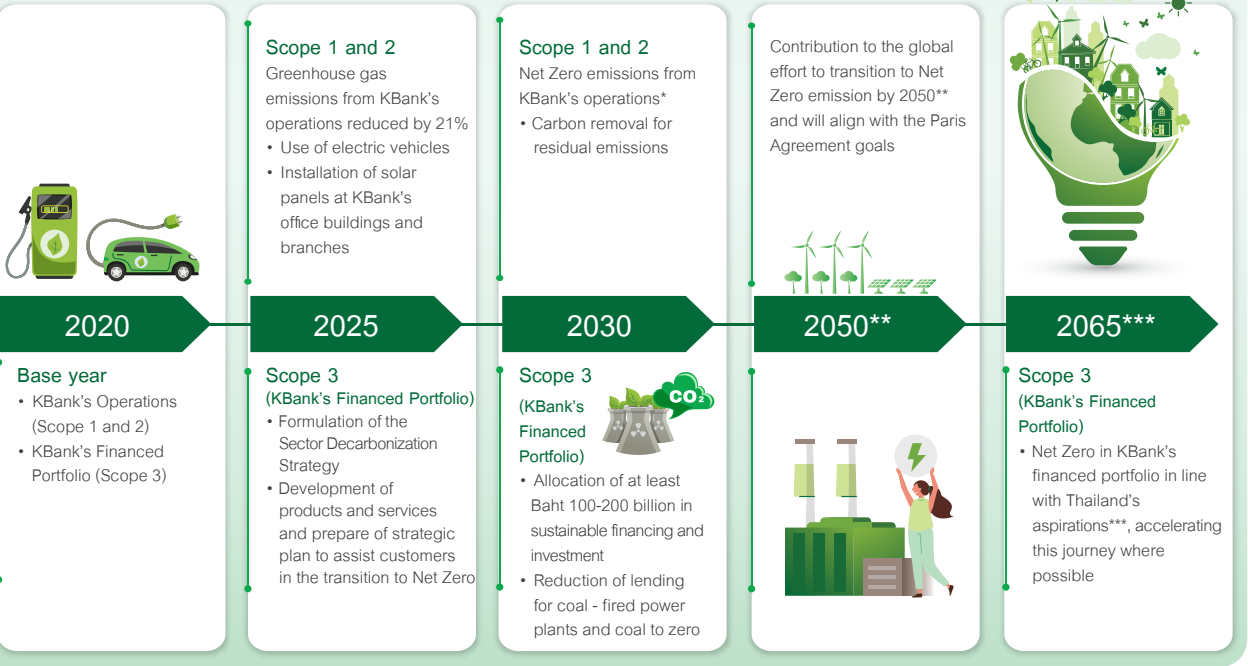 2020
Base year
• KBank's Operations
(Scope 1 and 2)
• KBank's Financed
Portfolio (Scope 3)
Scope 1 and 2
Greenhouse gas
emissions from KBank's
operations reduced by 21%
• Use of electric vehicles
• Installation of solar
panels at KBank's
office buildings and
branches
2025
Scope 3
(KBank's Financed Portfolio)
• Formulation of the
Sector Decarbonization
Strategy
• Development of
products and services
and prepare of strategic
plan to assist customers
in the transition to Net Zero
Scope 1 and 2
Net Zero emissions from
KBank's operations*
• Carbon removal for
residual emissions
2030
Scope 3
(KBank's
Financed
Portfolio)
CO₂
• Allocation of at least
Baht 100-200 billion in
sustainable financing and
investment
• Reduction of lending
for coal - fired power
plants and coal to zero
Contribution to the global
effort to transition to Net
Zero emission by 2050**
and will align with the Paris
Agreement goals
2050**
2065***
Scope 3
(KBank's Financed
Portfolio)
• Net Zero in KBank's
financed portfolio in line
with Thailand's
aspirations***, accelerating
this journey where
possible